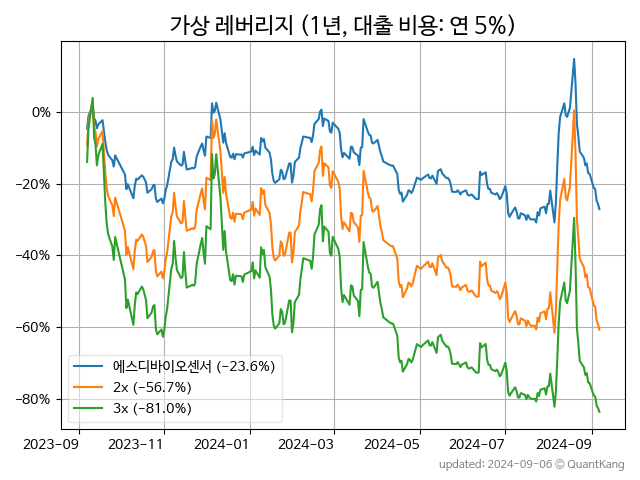 가상 레버리지 (1년, 대출 비용: 연 5%)
0%
−20%
−40%
−60%
−80%
에스디바이오센서 (−23.6%)
2x (−56.7%)
3x (−81.0%)
2023-09 2023-11 2024-01 2024-03 2024-05 2024-07 2024-09
updated: 2024-09-06 © QuantKang